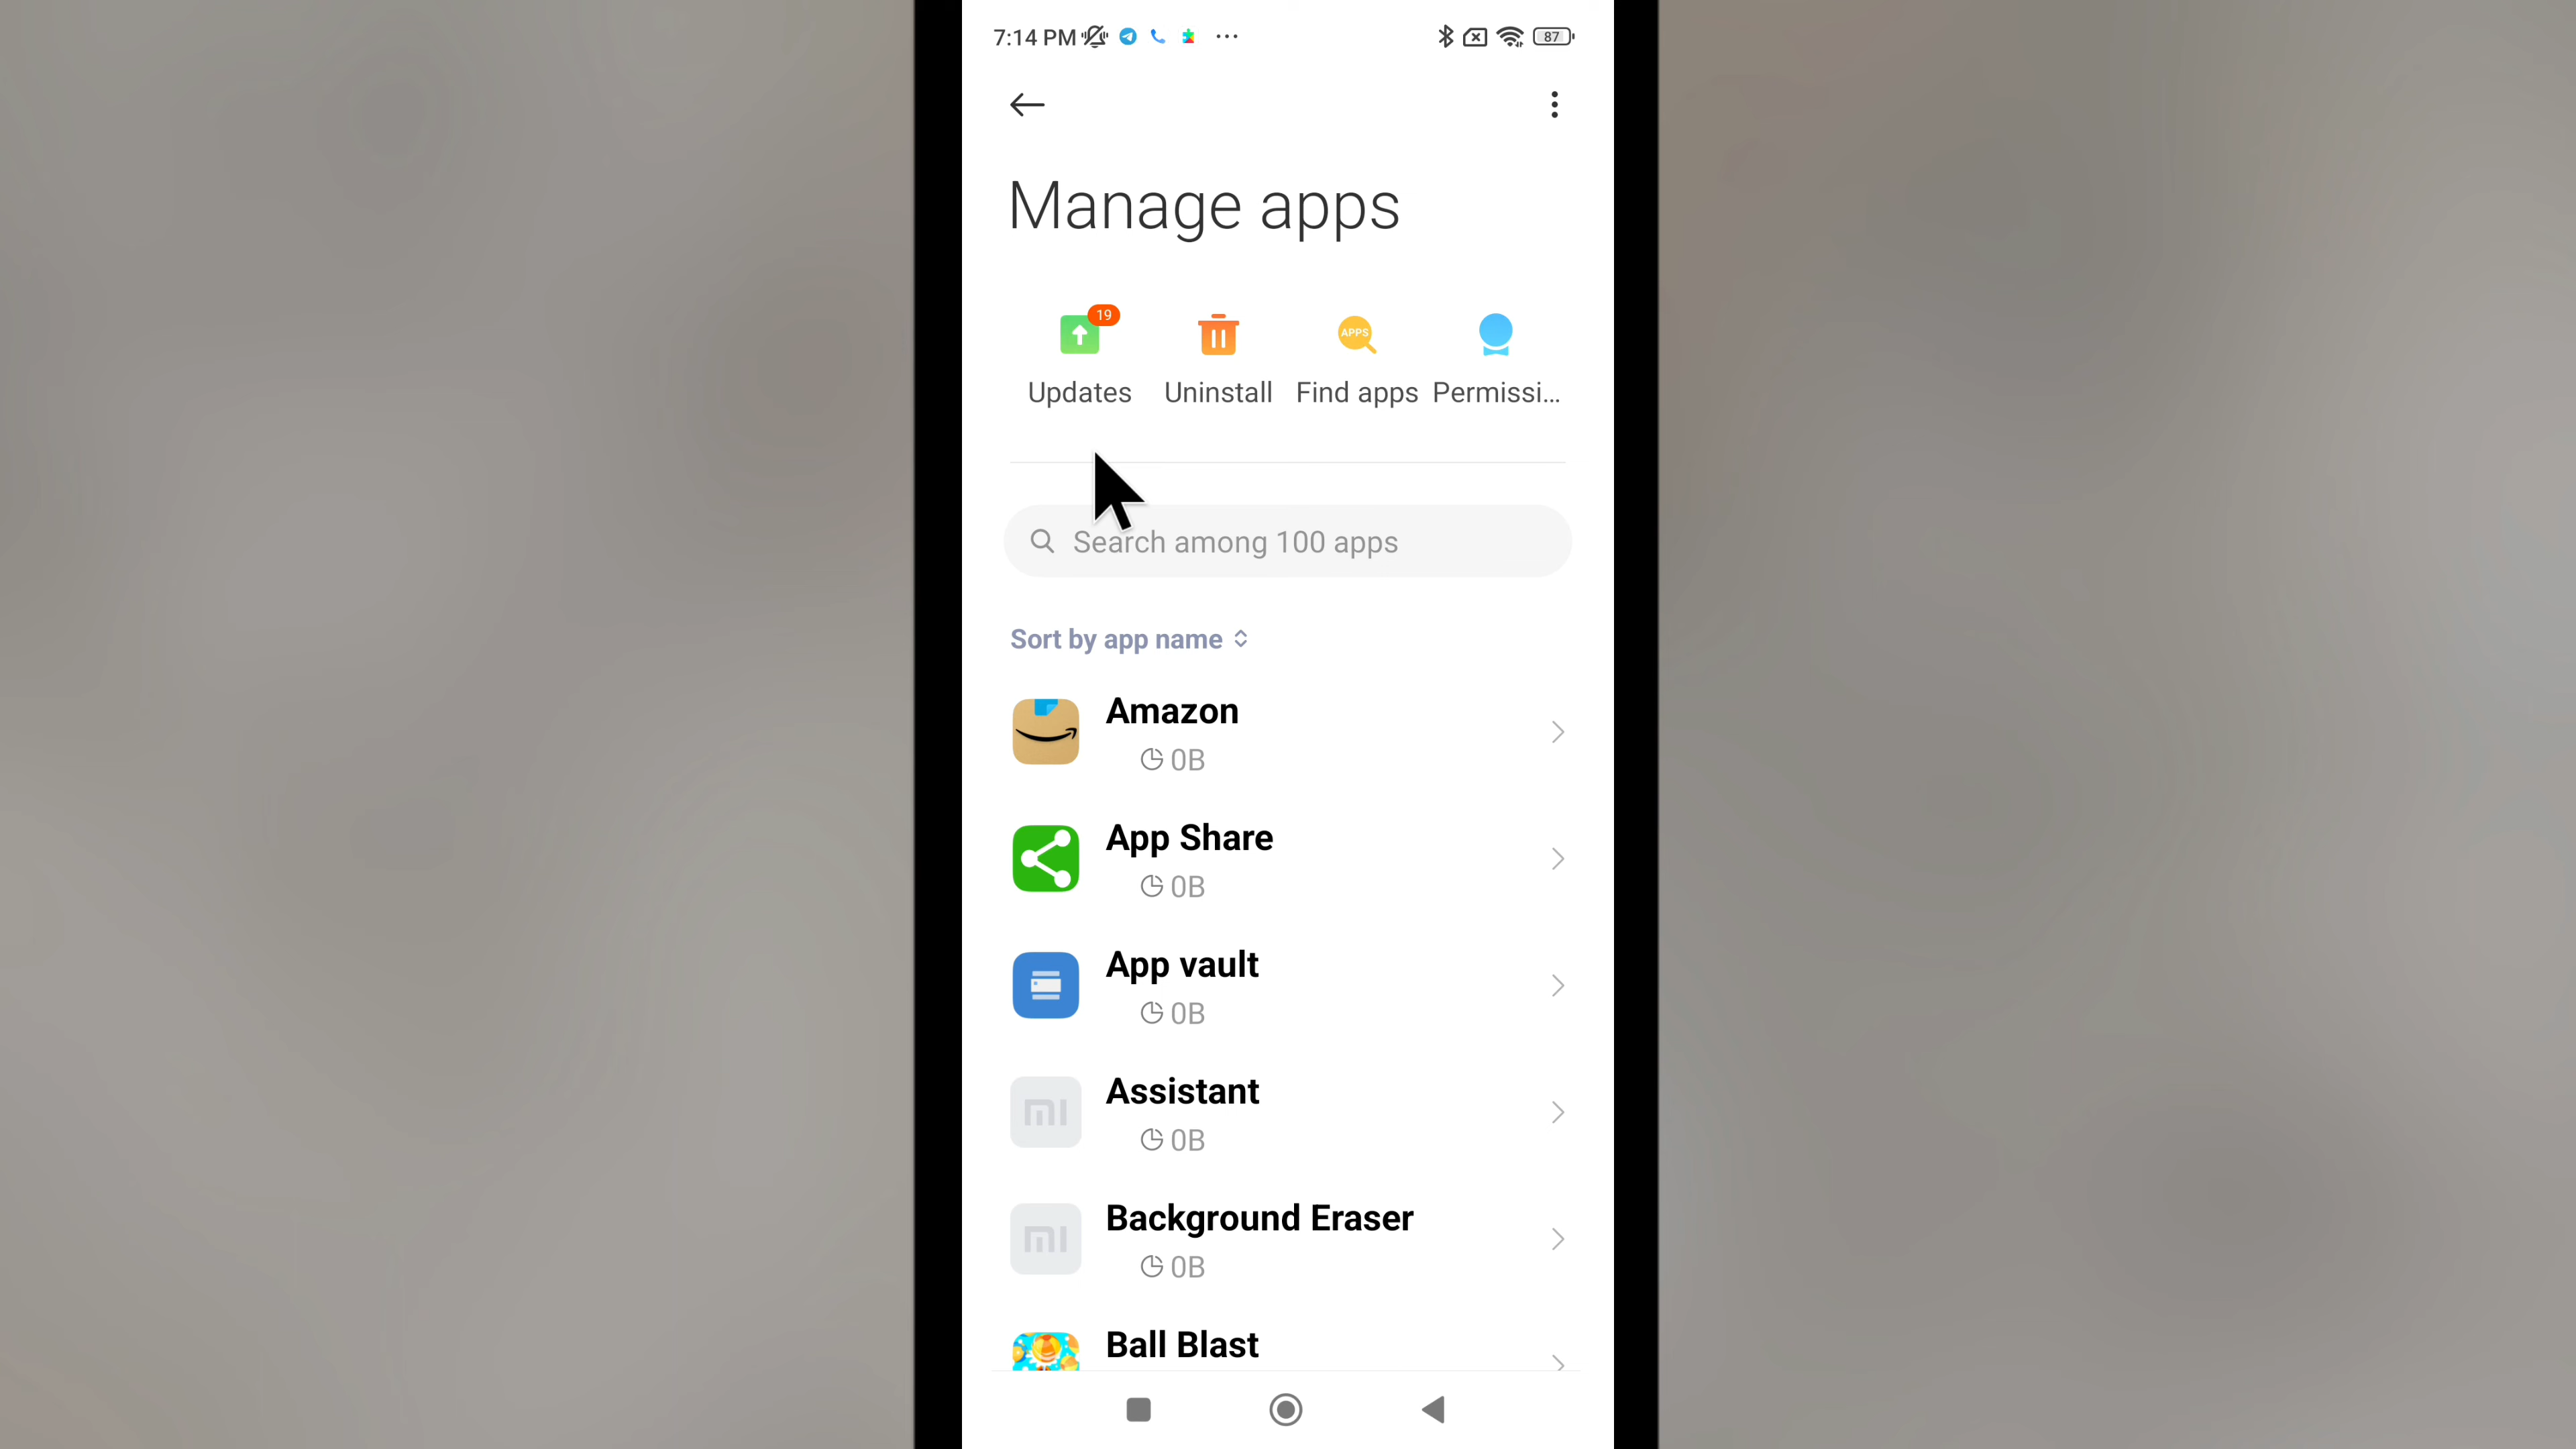 7:14 PM
87
Manage apps
19
APPS
Updates
Uninstall
Find apps
Permissi...
Search among 100 apps
Sort by app name
Amazon
0B
App Share
0B
App vault
0B
Assistant
0B
Background Eraser
0B
Ball Blast